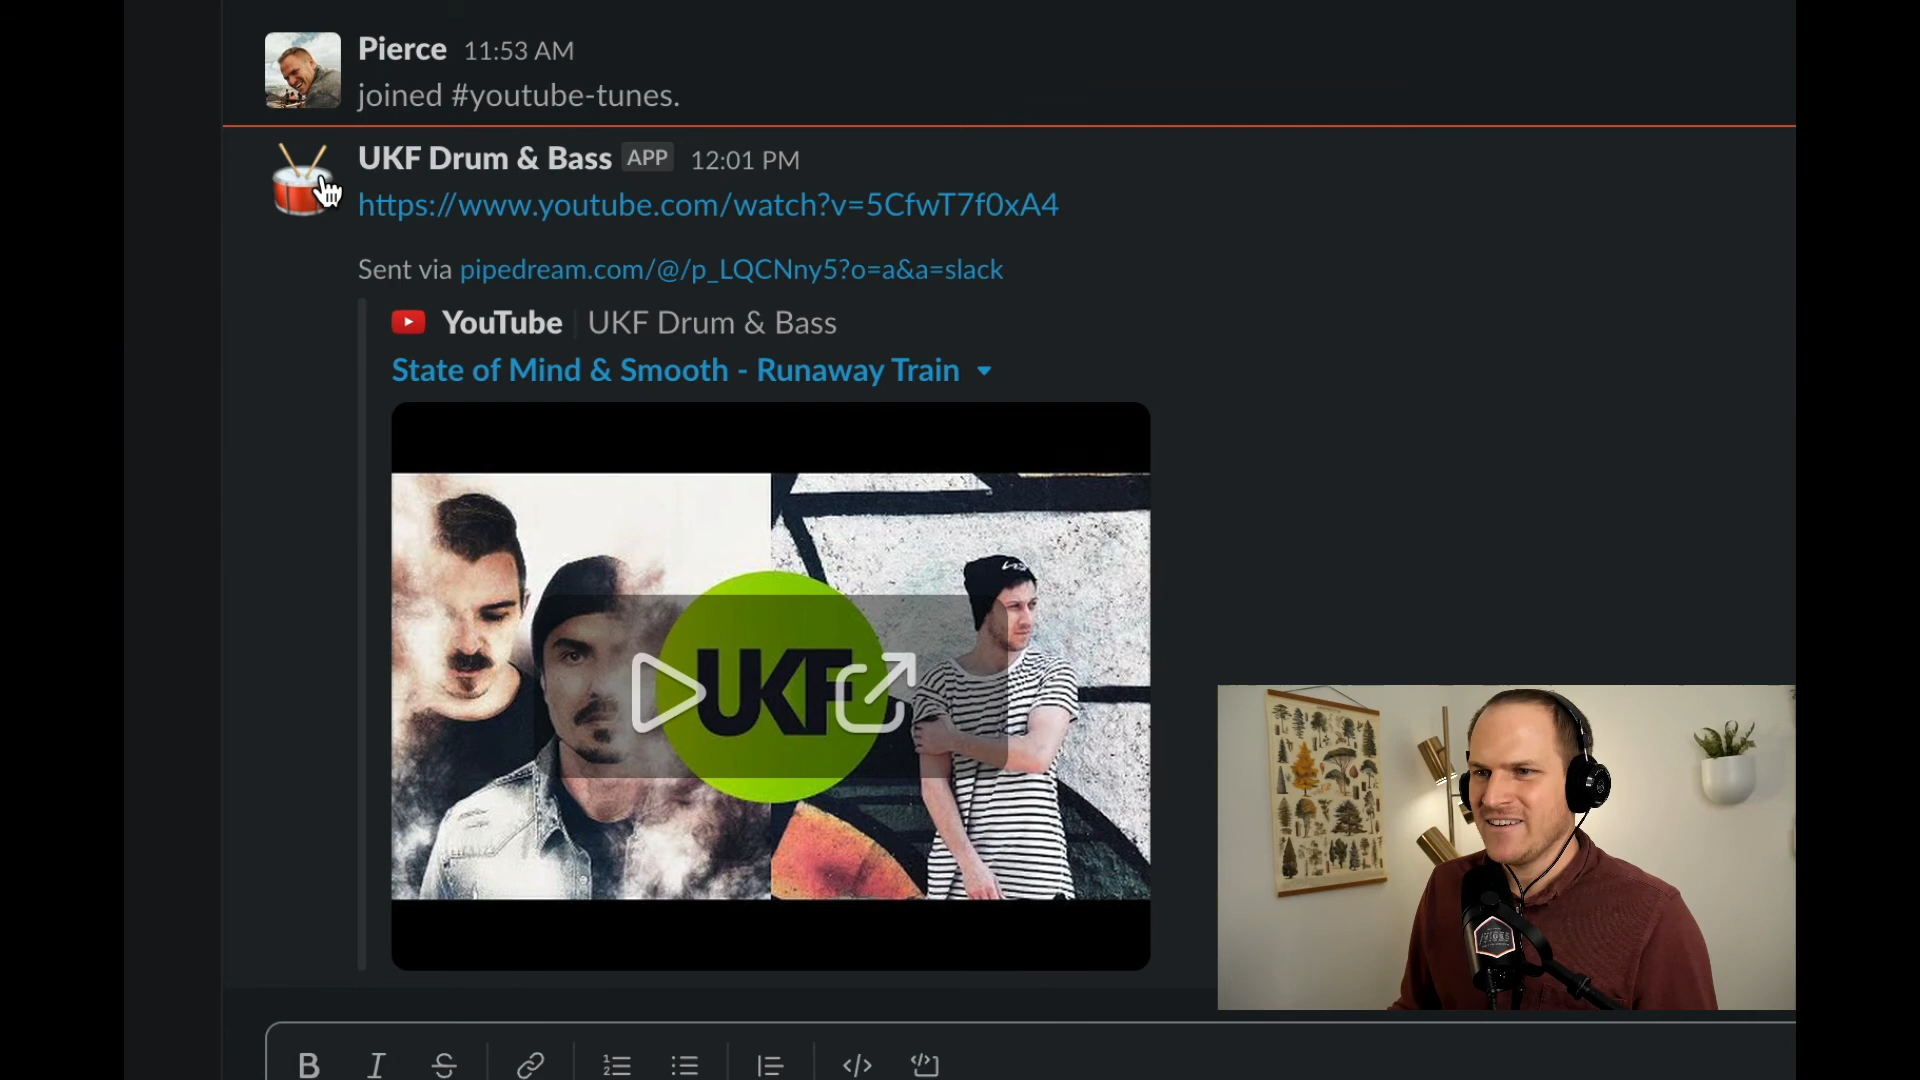 Pierce 11:53 AM
joined #youtube-tunes.
UKF Drum & Bass APP 12:01 PM
https://www.youtube.com/watch?v=5CfwT7f0xA4
Sent via pipedream.com/@/p_LQCNny5?o=a&a=slack
YouTube UKF Drum & Bass
State of Mind & Smooth - Runaway Train
UKF